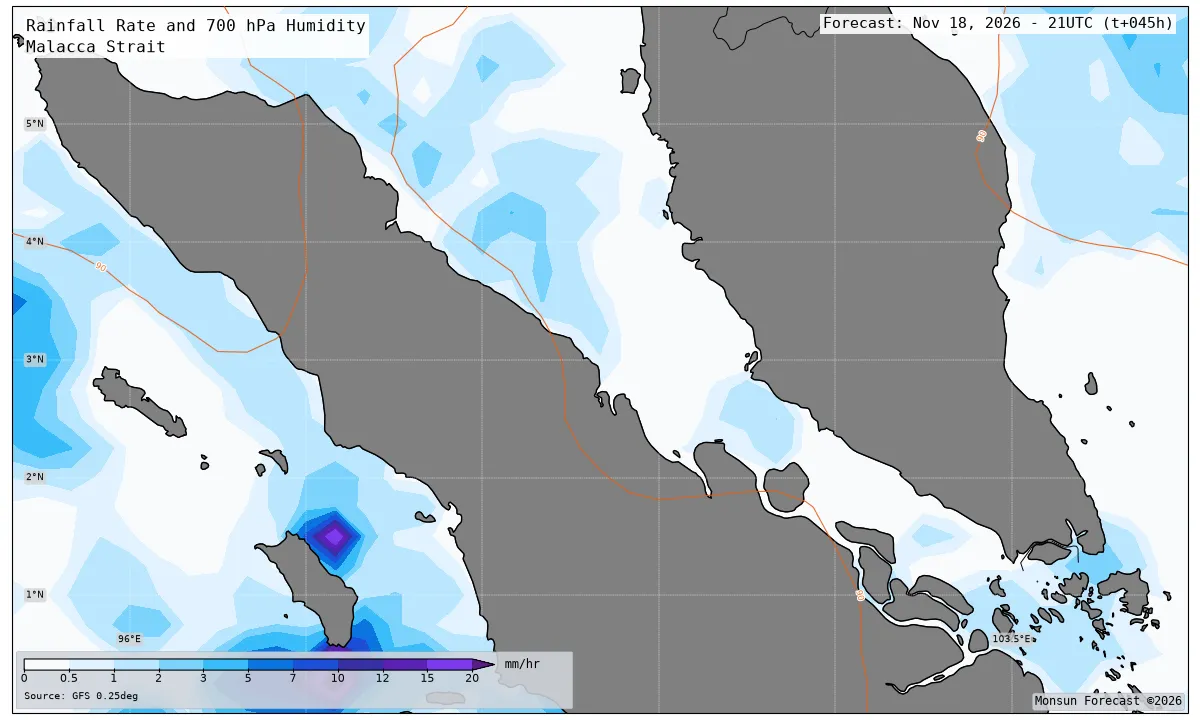 Rainfall Rate and 700 hPa Humidity
Malacca Strait
Forecast: Nov 18, 2026 - 21UTC (t+045h)
5°N
90
4°N
90
3°N
2°N
1°N
90
96°E
103.5°E
mm/hr
0 0.5 1 2 3 5 7 10 12 15 20
Source: GFS 0.25deg
Monsun Forecast ©2026